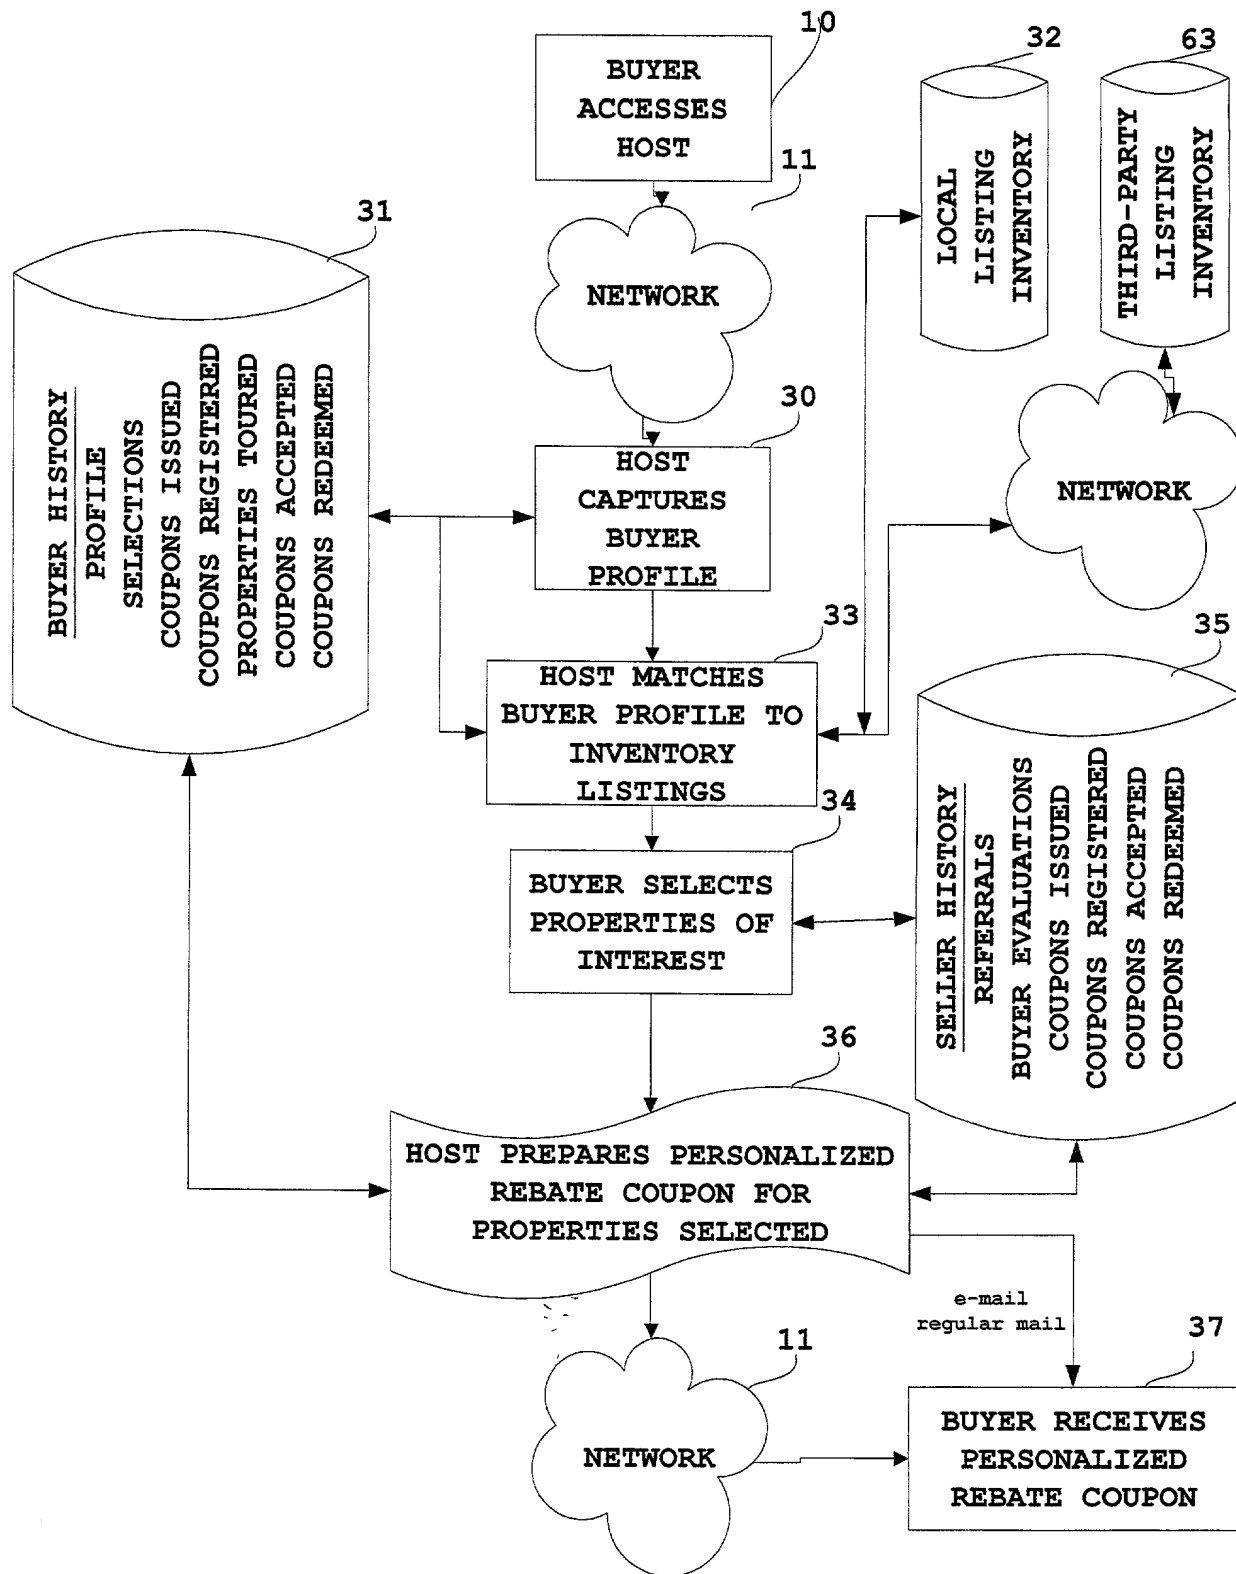 10
BUYER
ACCESSES
HOST
11
NETWORK
32
LOCAL
LISTING
INVENTORY
63
THIRD-PARTY
LISTING
INVENTORY
NETWORK
31
BUYER HISTORY
PROFILE
SELECTIONS
COUPONS ISSUED
COUPONS REGISTERED
PROPERTIES TOURED
COUPONS ACCEPTED
COUPONS REDEEMED
30
HOST
CAPTURES
BUYER
PROFILE
33
HOST MATCHES
BUYER PROFILE TO
INVENTORY
LISTINGS
34
BUYER SELECTS
PROPERTIES OF
INTEREST
35
SELLER HISTORY
REFERRALS
BUYER EVALUATIONS
COUPONS ISSUED
COUPONS REGISTERED
COUPONS ACCEPTED
COUPONS REDEEMED
36
HOST PREPARES PERSONALIZED
REBATE COUPON FOR
PROPERTIES SELECTED
e-mail
regular mail
11
NETWORK
37
BUYER RECEIVES
PERSONALIZED
REBATE COUPON